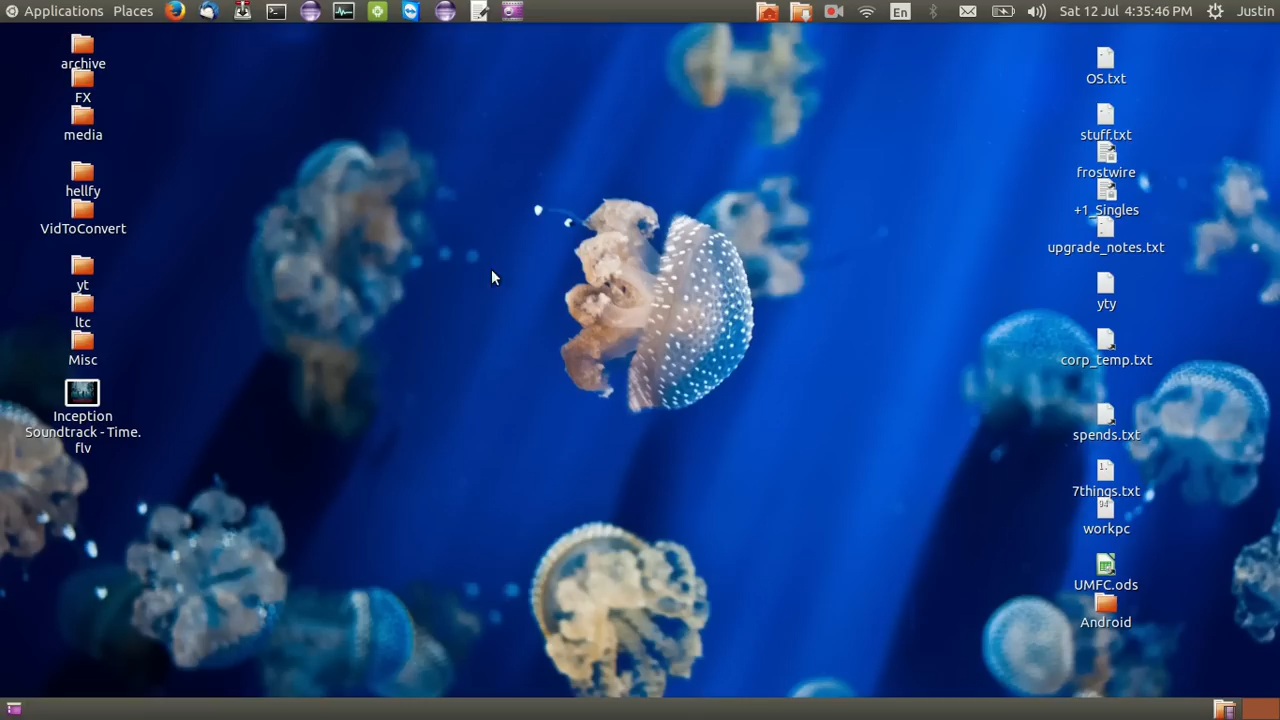 Applications Places En Sat 12 Jul 4:35:46 PM Justin
archive
FX
media
hellfy
VidToConvert
yt
ltc
Misc
Inception
Soundtrack - Time.
flv
OS.txt
stuff.txt
frostwire
+1_Singles
upgrade_notes.txt
yty
corp_temp.txt
spends.txt
7things.txt
workpc
UMFC.ods
Android